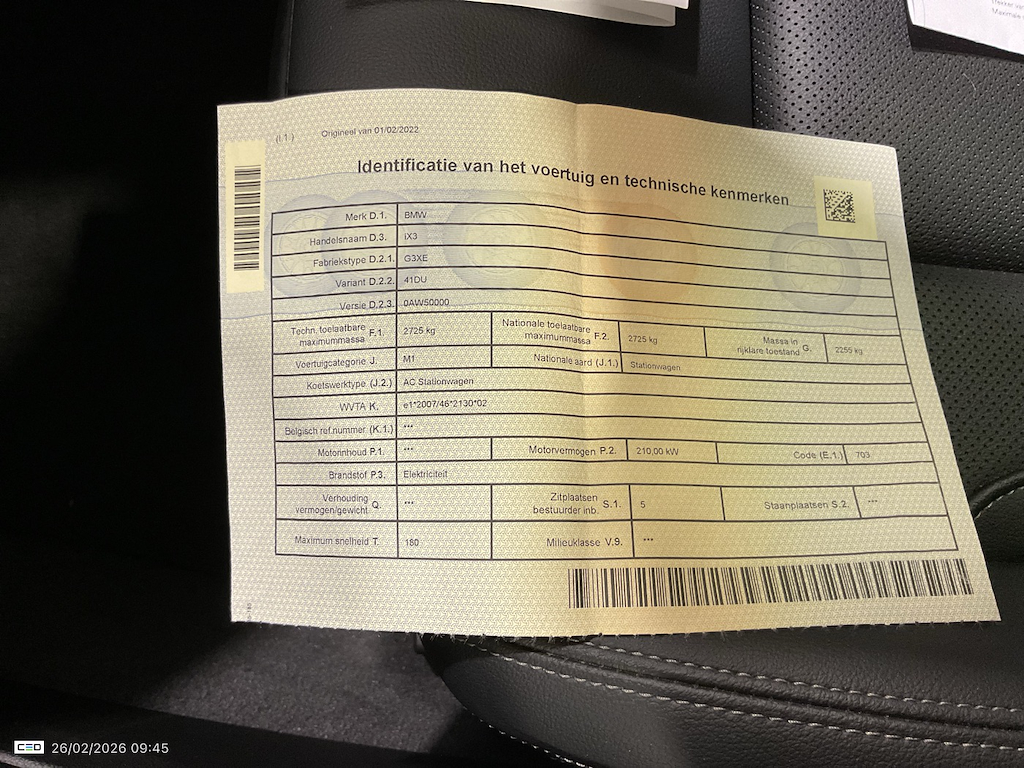 Maximale
(I.1.)
Origineel van 01/02/2022
Identificatie van het voertuig en technische kenmerken
Merk D.1. BMW
Handelsnaam D.3. iX3
Fabriekstype D.2.1. G3XE
Variant D.2.2. 41DU
Versie D.2.3. 0AW50000
Techn. toelaatbare maximummassa F.1. 2725 kg Nationale toelaatbare maximummassa F.2. 2725 kg Massa in rijklare toestand G. 2255 kg
Voertuigcategorie J. M1 Nationale aard (J.1.) Stationwagen
Koetswerktype (J.2.) AC Stationwagen
WVTA K. e1*2007/46*2130*02
Belgisch ref.nummer (K.1.) ***
Motorinhoud P.1. *** Motorvermogen P.2. 210,00 kW Code (E.1.) 703
Brandstof P.3. Elektriciteit
Verhouding vermogen/gewicht Q. *** Zitplaatsen bestuurder inb. S.1. 5 Staanplaatsen S.2. ***
Maximum snelheid T. 180 Milieuklasse V.9. ***
CEO 26/02/2026 09:45